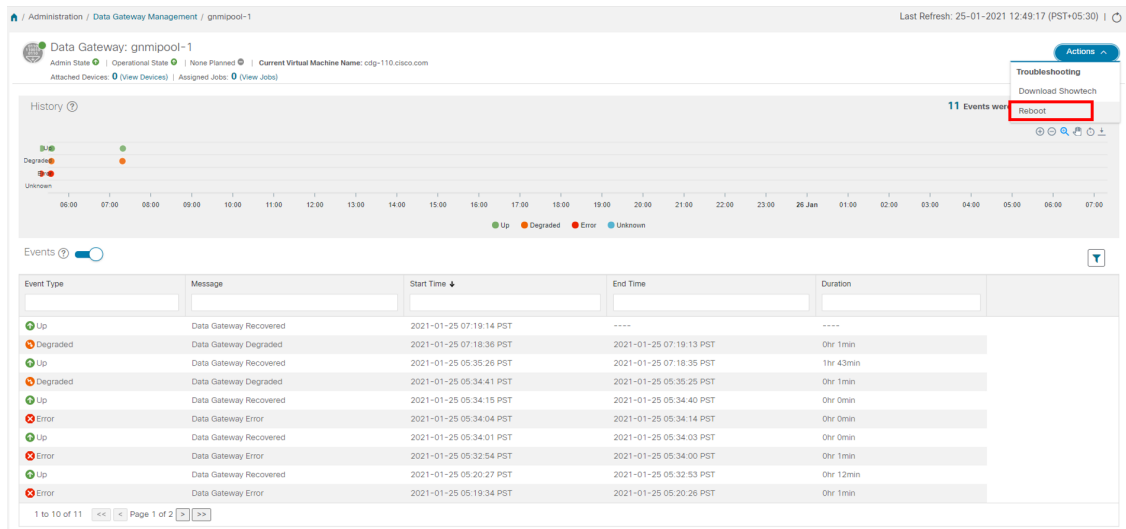 / Administration / Data Gateway Management / gnmipool-1
Last Refresh: 25-01-2021 12:49:17 (PST+05:30) |
Data Gateway: gnmipool-1
Actions
Admin State | Operational State | None Planned | Current Virtual Machine Name: cdg-110.cisco.com
Attached Devices: 0 (View Devices) | Assigned Jobs: 0 (View Jobs)
Troubleshooting
Download Showtech
Reboot
History ?
11 Events were
Up
Degraded
Error
Unknown
06:00 07:00 08:00 09:00 10:00 11:00 12:00 13:00 14:00 15:00 16:00 17:00 18:00 19:00 20:00 21:00 22:00 23:00 26 Jan 01:00 02:00 03:00 04:00 05:00 06:00 07:00
Up Degraded Error Unknown
Events ?
Event Type Message Start Time End Time Duration
Up Data Gateway Recovered 2021-01-25 07:19:14 PST ---- ----
Degraded Data Gateway Degraded 2021-01-25 07:18:36 PST 2021-01-25 07:19:13 PST 0hr 1min
Up Data Gateway Recovered 2021-01-25 05:35:26 PST 2021-01-25 07:18:35 PST 1hr 43min
Degraded Data Gateway Degraded 2021-01-25 05:34:41 PST 2021-01-25 05:35:25 PST 0hr 1min
Up Data Gateway Recovered 2021-01-25 05:34:15 PST 2021-01-25 05:34:40 PST 0hr 0min
Error Data Gateway Error 2021-01-25 05:34:04 PST 2021-01-25 05:34:14 PST 0hr 0min
Up Data Gateway Recovered 2021-01-25 05:34:01 PST 2021-01-25 05:34:03 PST 0hr 0min
Error Data Gateway Error 2021-01-25 05:32:54 PST 2021-01-25 05:34:00 PST 0hr 1min
Up Data Gateway Recovered 2021-01-25 05:20:27 PST 2021-01-25 05:32:53 PST 0hr 12min
Error Data Gateway Error 2021-01-25 05:19:34 PST 2021-01-25 05:20:26 PST 0hr 1min
1 to 10 of 11 << < Page 1 of 2 > >>